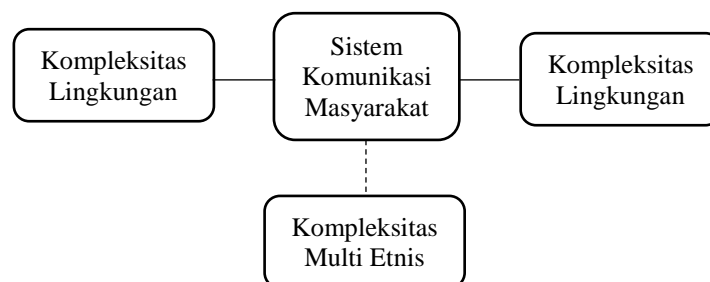 Kompleksitas
Lingkungan
Sistem
Komunikasi
Masyarakat
Kompleksitas
Lingkungan
Kompleksitas
Multi Etnis